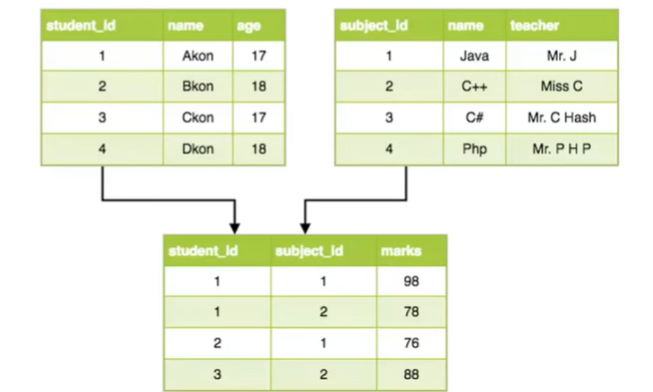 student_id name age
1 Akon 17
2 Bkon 18
3 Ckon 17
4 Dkon 18
subject_id name teacher
1 Java Mr. J
2 C++ Miss C
3 C# Mr. C Hash
4 Php Mr. P H P
student_id subject_id marks
1 1 98
1 2 78
2 1 76
3 2 88